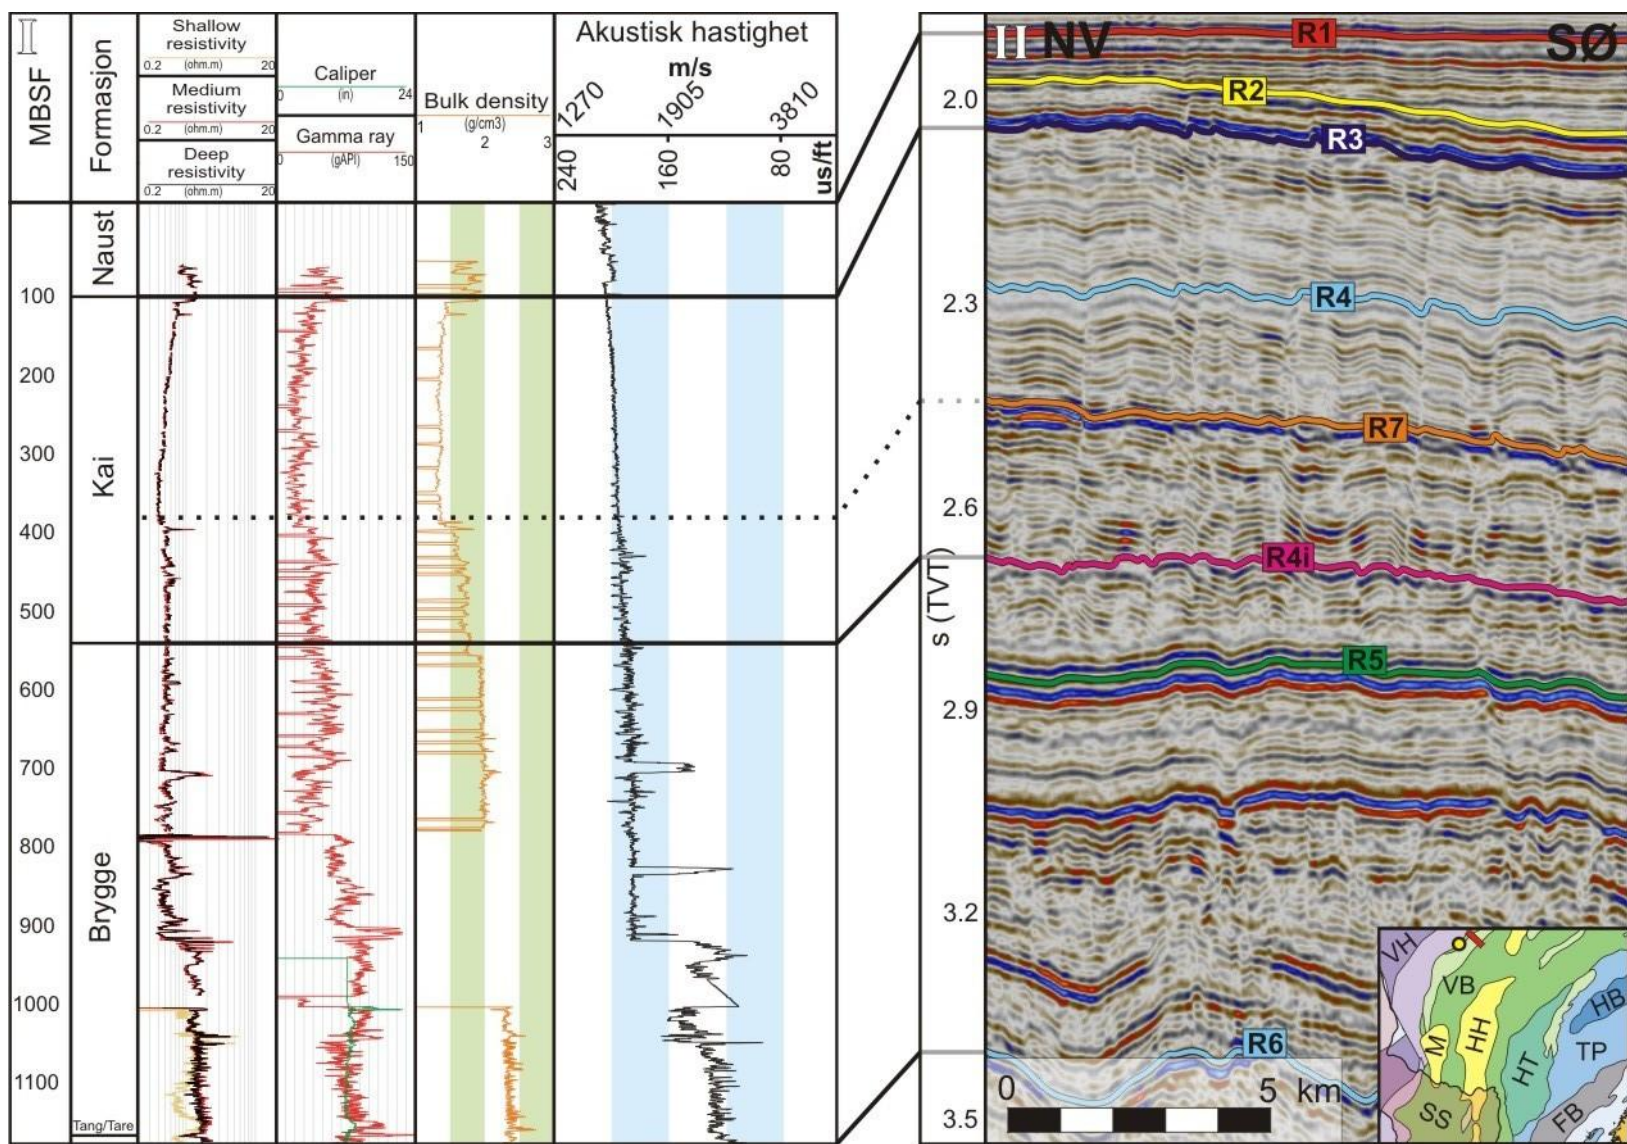 I
MBSF
Formasjon
Shallow
resistivity
0.2 (ohm.m) 20
Medium
resistivity
0.2 (ohm.m) 20
Deep
resistivity
0.2 (ohm.m) 20
Caliper
0 (in) 24
Gamma ray
0 (gAPI) 150
Bulk density
(g/cm3)
1 2 3
Akustisk hastighet
m/s
1270 1905 3810
240 160 80 us/ft
Naust
Kai
Brygge
Tang/Tare
100
200
300
400
500
600
700
800
900
1000
1100
II NV SØ
s (TVT)
2.0
2.3
2.6
2.9
3.2
3.5
R1
R2
R3
R4
R7
R4i
R5
R6
0 5 km
VH
VB
HB
M
HH
HT
TP
SS
FB